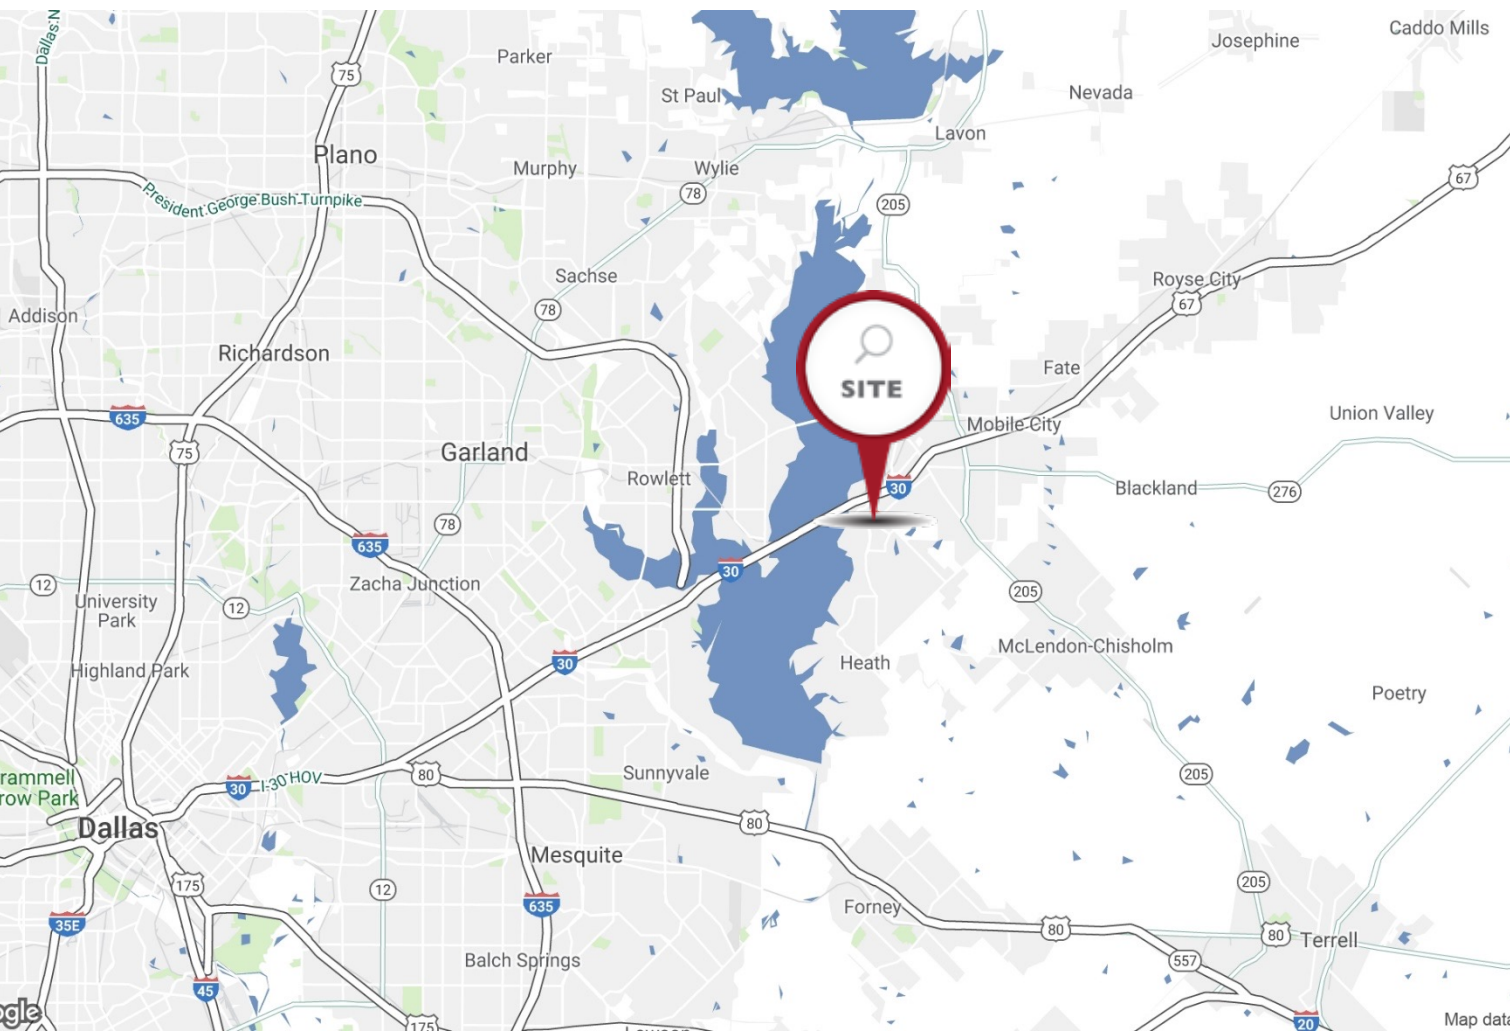 Dallas N
Caddo Mills
Josephine
Parker
75
St Paul
Nevada
Lavon
Plano
Murphy
Wylie
78
67
President George Bush Turnpike
205
Sachse
Royse City
67
78
Addison
Richardson
SITE
Fate
635
Mobile City
Union Valley
75
Garland
Rowlett
30
Blackland
276
78
635
30
Zacha Junction
12
12
University
Park
205
McLendon-Chisholm
Highland Park
30
Heath
Poetry
rammell
row Park
30
I-30 HOV
80
Sunnyvale
205
Dallas
80
Mesquite
175
12
635
205
Forney
35E
80
80
Terrell
Balch Springs
557
45
ogle
175
20
Map data